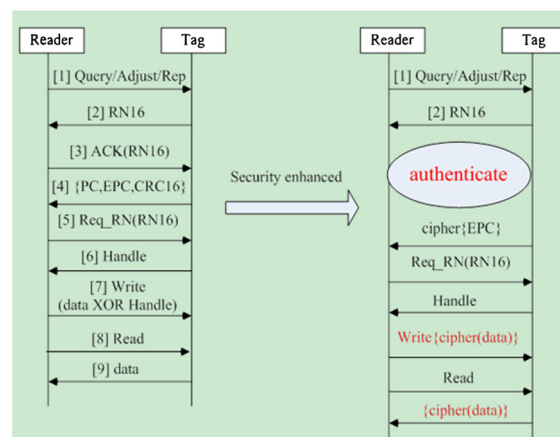 Reader
Tag
[1] Query/Adjust/Rep
[2] RN16
[3] ACK(RN16)
[4] {PC,EPC,CRC16}
[5] Req_RN(RN16)
[6] Handle
[7] Write
(data XOR Handle)
[8] Read
[9] data
Security enhanced
Reader
Tag
[1] Query/Adjust/Rep
[2] RN16
authenticate
cipher{EPC}
Req_RN(RN16)
Handle
Write{cipher(data)}
Read
{cipher(data)}